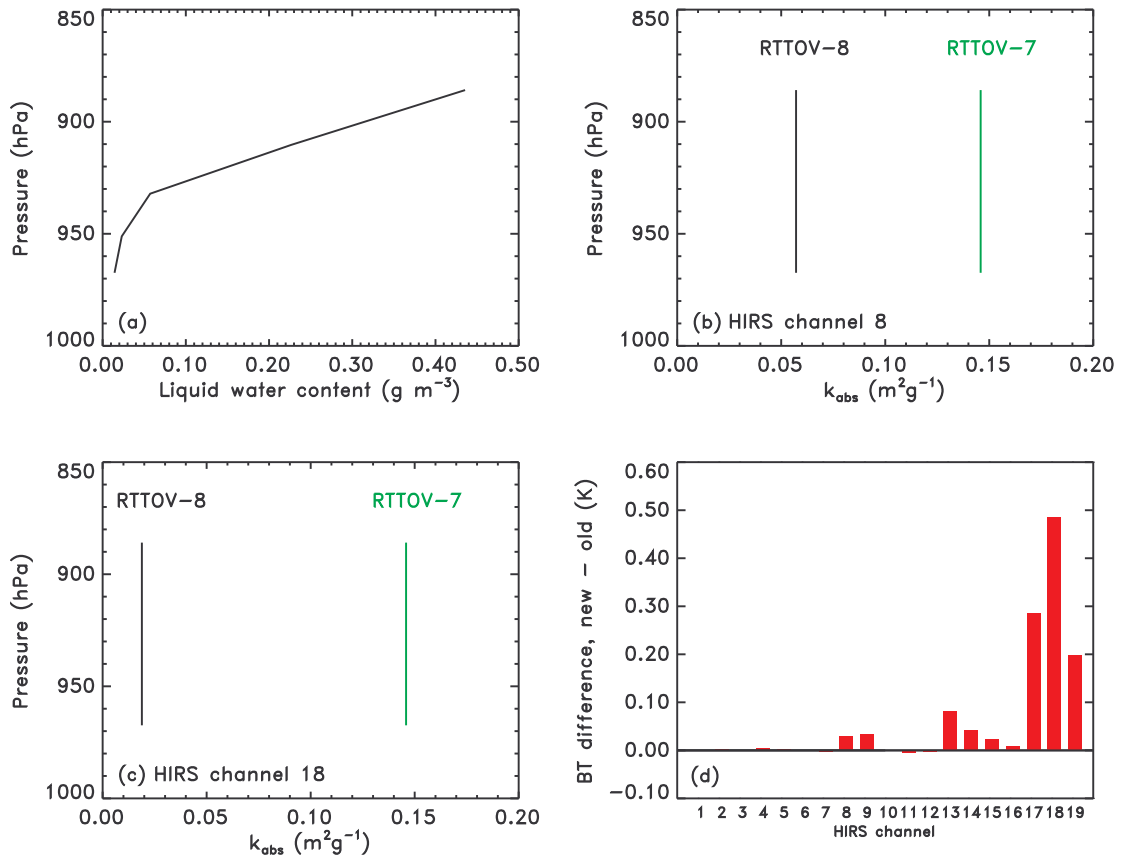 850
900
950
1000
Pressure (hPa)
(a)
0.00 0.10 0.20 0.30 0.40 0.50
Liquid water content (g m⁻³)
850
900
950
1000
Pressure (hPa)
RTTOV−8 RTTOV−7
(b) HIRS channel 8
0.00 0.05 0.10 0.15 0.20
k_abs (m²g⁻¹)
850
900
950
1000
Pressure (hPa)
RTTOV−8 RTTOV−7
(c) HIRS channel 18
0.00 0.05 0.10 0.15 0.20
k_abs (m²g⁻¹)
0.60
0.50
0.40
0.30
0.20
0.10
0.00
−0.10
BT difference, new − old (K)
(d)
1 2 3 4 5 6 7 8 9 10 11 12 13 14 15 16 17 18 19
HIRS channel